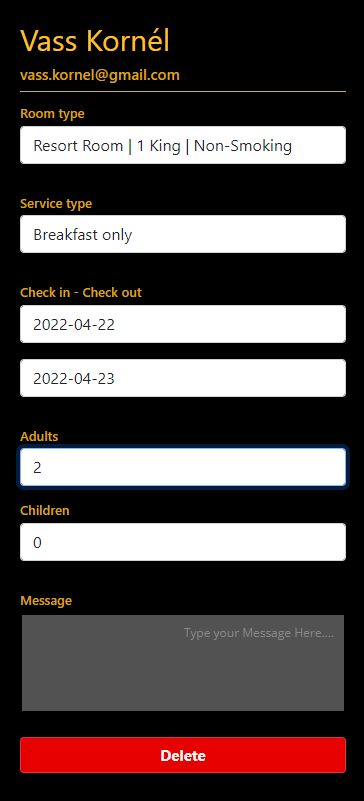 Vass Kornél
vass.kornel@gmail.com
Room type
Resort Room | 1 King | Non-Smoking
Service type
Breakfast only
Check in - Check out
2022-04-22
2022-04-23
Adults
2
Children
0
Message
Type your Message Here....
Delete